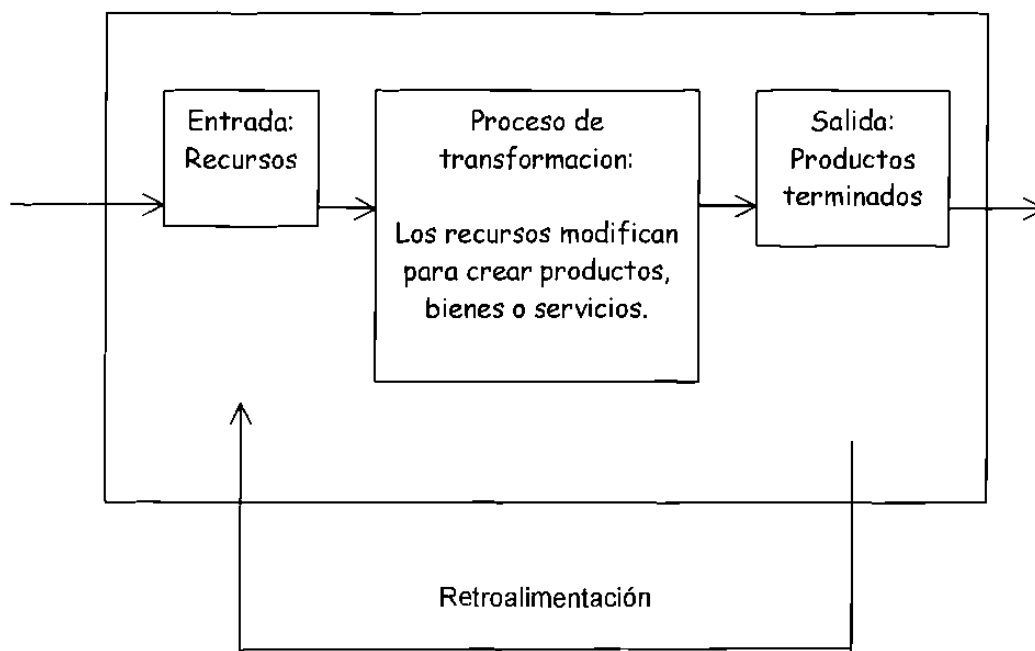 Entrada:
Recursos
Proceso de
transformacion:
Los recursos modifican
para crear productos,
bienes o servicios.
Salida:
Productos
terminados
Retroalimentación